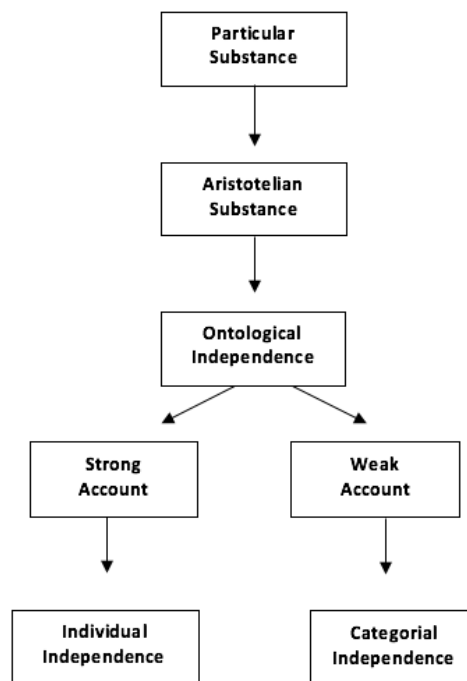 Particular
Substance
Aristotelian
Substance
Ontological
Independence
Strong
Account
Weak
Account
Individual
Independence
Categorial
Independence